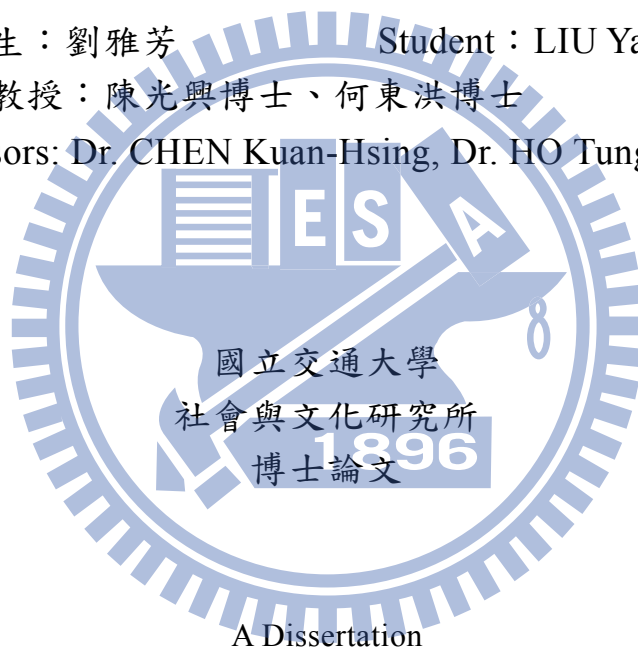 生：劉雅芳 Student：LIU Ya
教授：陳光興博士、何東洪博士
sors: Dr. CHEN Kuan-Hsing, Dr. HO Tung
E S A
8
國立交通大學
社會與文化研究所
1896
博士論文
A Dissertation